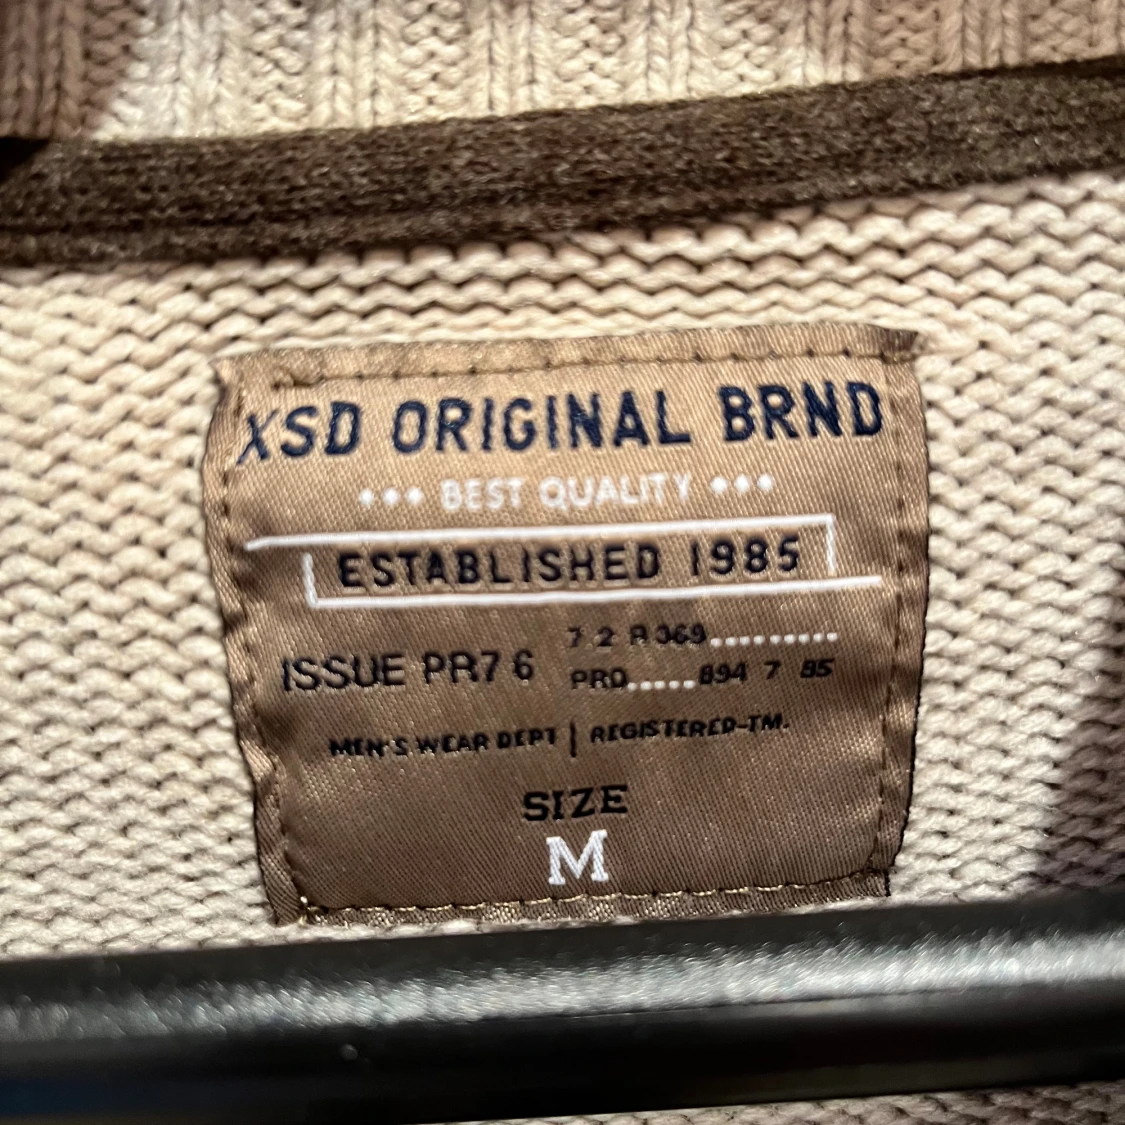 XSD ORIGINAL BRND
••• BEST QUALITY •••
ESTABLISHED 1985
ISSUE PR7 6
7 2 R 369..........
PRD.....894 7 85
MEN'S WEAR DEPT | REGISTERED-TM.
SIZE
M